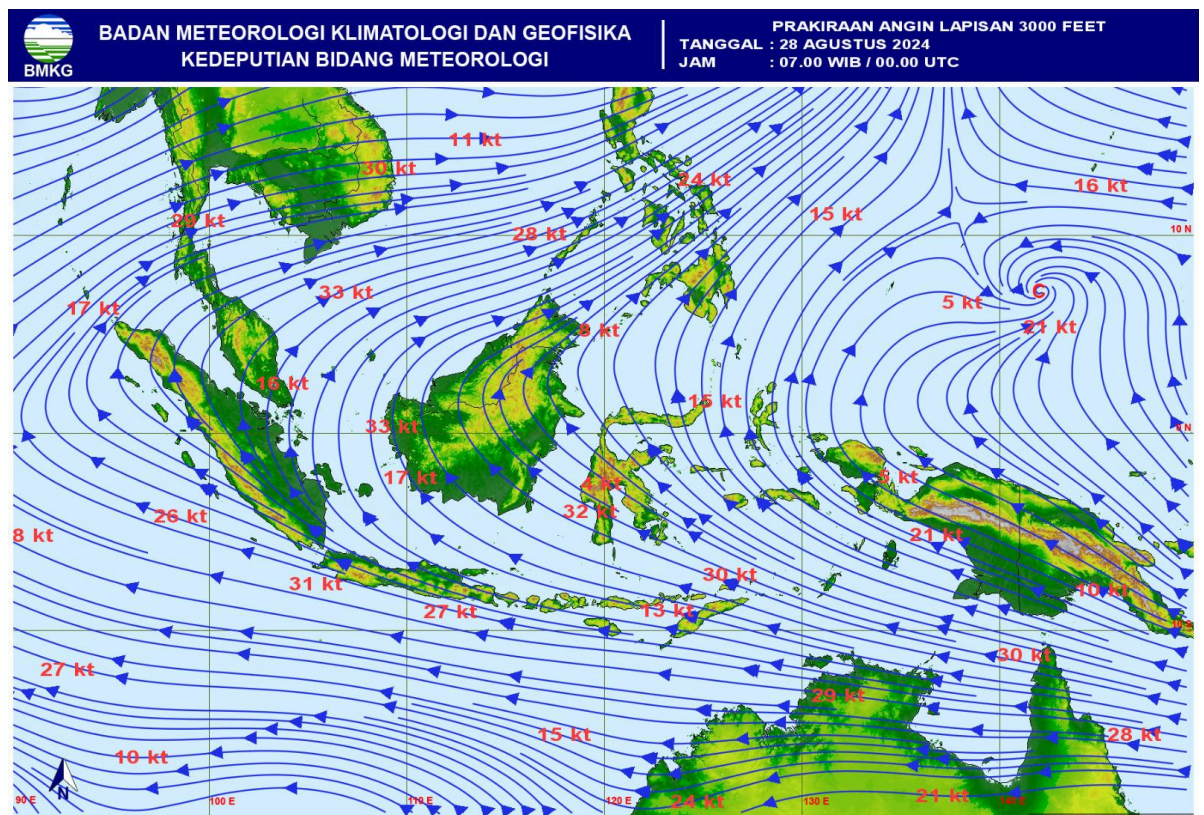 BMKG
BADAN METEOROLOGI KLIMATOLOGI DAN GEOFISIKA
KEDEPUTIAN BIDANG METEOROLOGI
PRAKIRAAN ANGIN LAPISAN 3000 FEET
TANGGAL : 28 AGUSTUS 2024
JAM : 07.00 WIB / 00.00 UTC
11 kt
30 kt
24 kt
16 kt
29 kt
15 kt
28 kt
10 N
33 kt
C
17 kt
5 kt
8 kt
21 kt
16 kt
15 kt
33 kt
0 N
17 kt
5 kt
32 kt
26 kt
8 kt
21 kt
31 kt
30 kt
10 kt
27 kt
13 kt
10 S
30 kt
27 kt
29 kt
15 kt
28 kt
10 kt
24 kt
21 kt
N
90 E
100 E
110 E
120 E
130 E
140 E